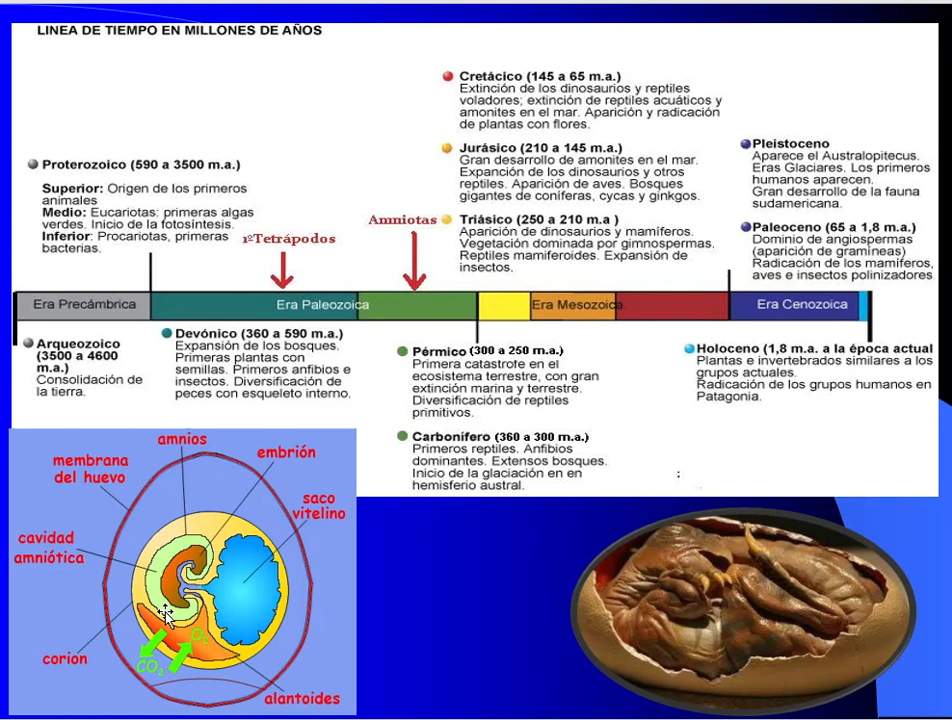 LINEA DE TIEMPO EN MILLONES DE AÑOS
Cretácico (145 a 65 m.a.)
Extinción de los dinosaurios y reptiles
voladores; extinción de reptiles acuáticos y
amonites en el mar. Aparición y radicación
de plantas con flores.
Jurásico (210 a 145 m.a.)
Gran desarrollo de amonites en el mar.
Expansión de los dinosaurios y otros
reptiles. Aparición de aves. Bosques
gigantes de coníferas, cycas y ginkgos.
Triásico (250 a 210 m.a )
Aparición de dinosaurios y mamíferos.
Vegetación dominada por gimnospermas.
Reptiles mamiferoides. Expansión de
insectos.
Pleistoceno
Aparece el Australopitecus.
Eras Glaciares. Los primeros
humanos aparecen.
Gran desarrollo de la fauna
sudamericana.
Paleoceno (65 a 1,8 m.a.)
Dominio de angiospermas
(aparición de gramíneas)
Radicación de los mamíferos,
aves e insectos polinizadores
Proterozoico (590 a 3500 m.a.)
Superior: Origen de los primeros
animales
Medio: Eucariotas: primeras algas
verdes. Inicio de la fotosíntesis.
Inferior: Procariotas, primeras
bacterias.
1ºTetrápodos
Amniotas
Era Precámbrica
Era Paleozoica
Era Mesozoica
Era Cenozoica
Arqueozoico
(3500 a 4600
m.a.)
Consolidación de
la tierra.
Devónico (360 a 590 m.a.)
Expansión de los bosques.
Primeras plantas con
semillas. Primeros anfibios e
insectos. Diversificación de
peces con esqueleto interno.
Pérmico (300 a 250 m.a.)
Primera catastrofe en el
ecosistema terrestre, con gran
extinción marina y terrestre.
Diversificación de reptiles
primitivos.
Carbonífero (360 a 300 m.a.)
Primeros reptiles. Anfibios
dominantes. Extensos bosques.
Inicio de la glaciación en en
hemisferio austral.
:
Holoceno (1,8 m.a. a la época actual
Plantas e invertebrados similares a los
grupos actuales.
Radicación de los grupos humanos en
Patagonia.
amnios
embrión
membrana
del huevo
saco
vitelino
cavidad
amniótica
corion
CO2
O2
alantoides